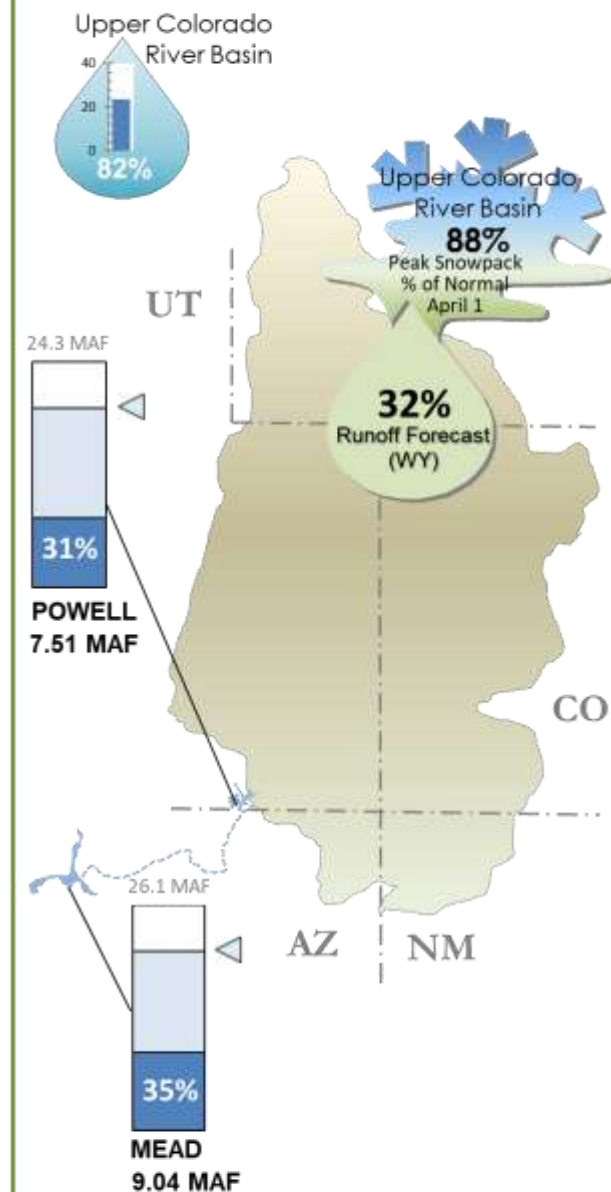 Upper Colorado
River Basin
40
20
0
82%
Upper Colorado
River Basin
88%
Peak Snowpack
% of Normal
April 1
UT
24.3 MAF
32%
Runoff Forecast
(WY)
31%
POWELL
7.51 MAF
CO
26.1 MAF
AZ
NM
35%
MEAD
9.04 MAF